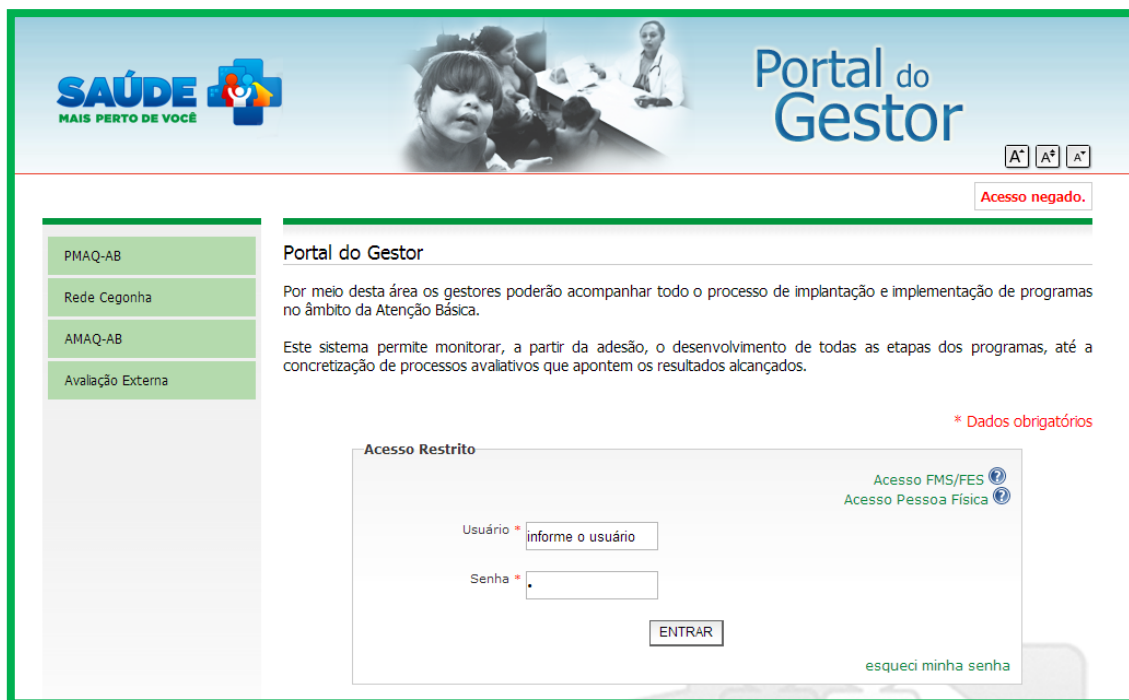 SAÚDE
MAIS PERTO DE VOCÊ
Portal do
Gestor
A A A
Acesso negado.
PMAQ-AB
Rede Cegonha
AMAQ-AB
Avaliação Externa
Portal do Gestor
Por meio desta área os gestores poderão acompanhar todo o processo de implantação e implementação de programas
no âmbito da Atenção Básica.
Este sistema permite monitorar, a partir da adesão, o desenvolvimento de todas as etapas dos programas, até a
concretização de processos avaliativos que apontem os resultados alcançados.
* Dados obrigatórios
Acesso Restrito
Acesso FMS/FES ?
Acesso Pessoa Física ?
Usuário * informe o usuário
Senha * •
ENTRAR
esqueci minha senha